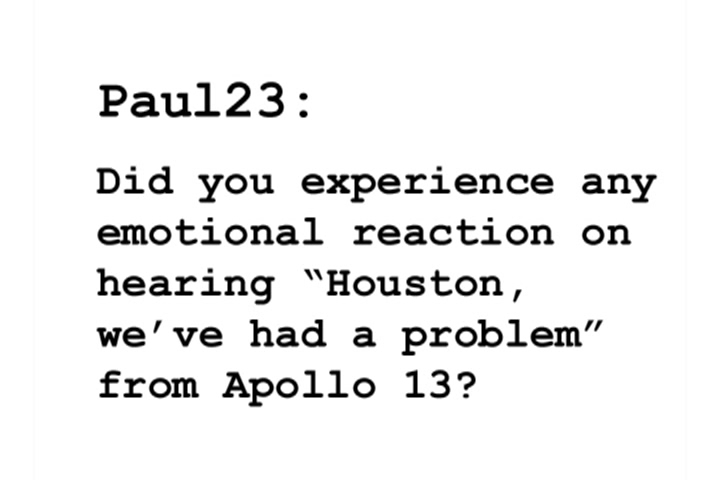 Paul23:
Did you experience any
emotional reaction on
hearing “Houston,
we’ve had a problem”
from Apollo 13?